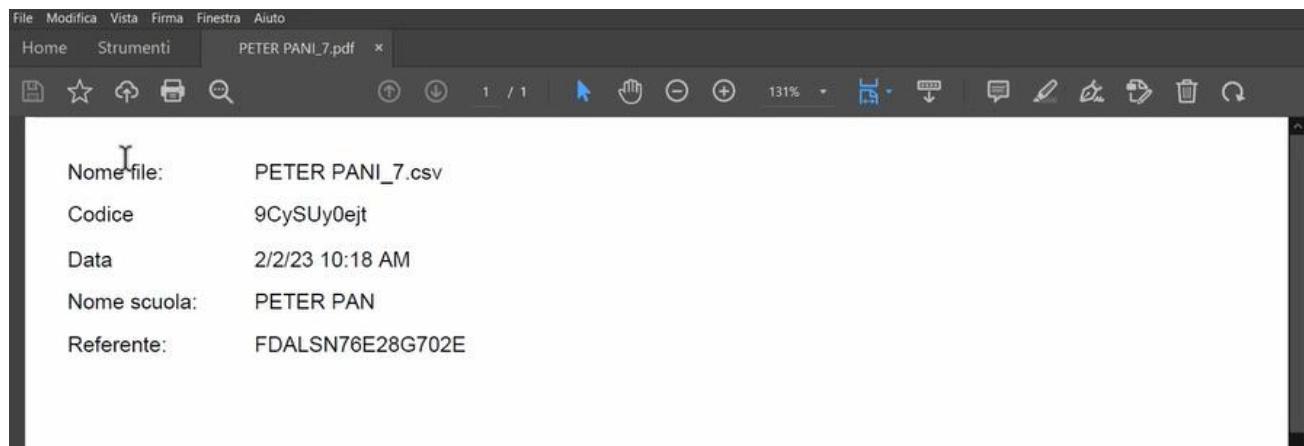 File Modifica Vista Firma Finestra Aiuto
Home Strumenti PETER PANI_7.pdf ×
1 / 1 131%
Nome file: PETER PANI_7.csv
Codice 9CySUy0ejt
Data 2/2/23 10:18 AM
Nome scuola: PETER PAN
Referente: FDALSN76E28G702E